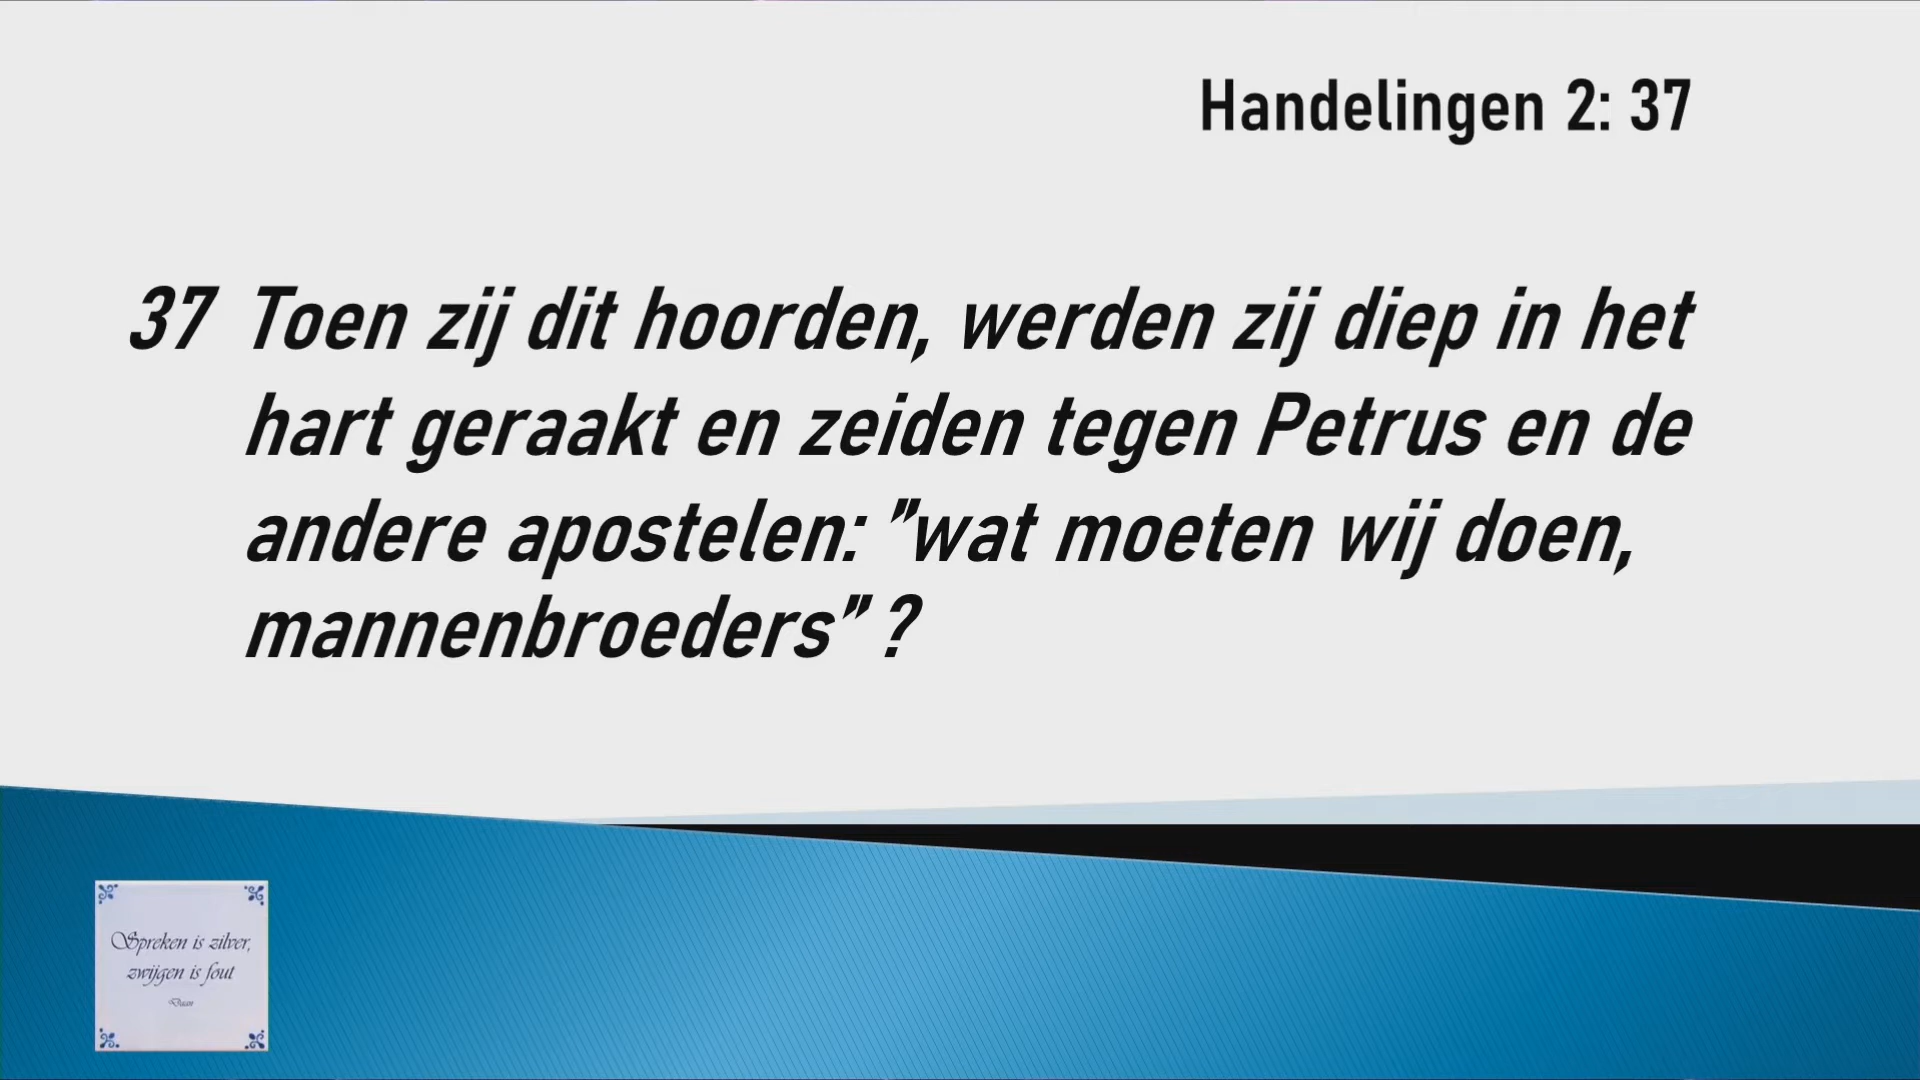 Handelingen 2: 37
37 Toen zij dit hoorden, werden zij diep in het
hart geraakt en zeiden tegen Petrus en de
andere apostelen: ”wat moeten wij doen,
mannenbroeders” ?
Spreken is zilver,
zwijgen is fout
Daan